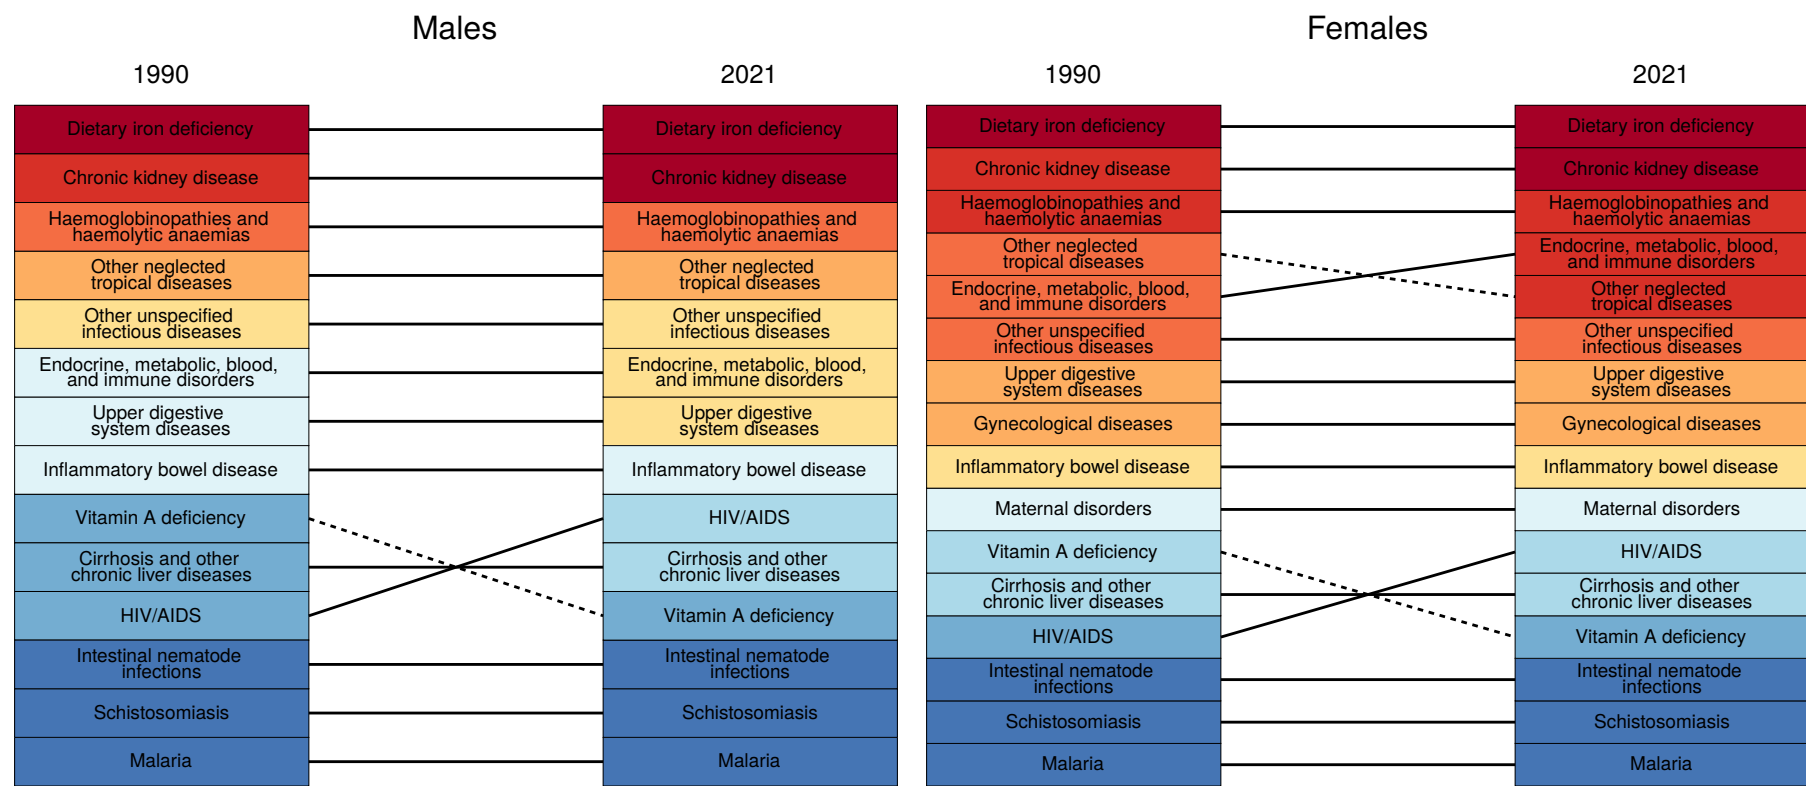 Males
1990
2021
Dietary iron deficiency
Chronic kidney disease
Haemoglobinopathies and
haemolytic anaemias
Other neglected
tropical diseases
Other unspecified
infectious diseases
Endocrine, metabolic, blood,
and immune disorders
Upper digestive
system diseases
Inflammatory bowel disease
Vitamin A deficiency
Cirrhosis and other
chronic liver diseases
HIV/AIDS
Intestinal nematode
infections
Schistosomiasis
Malaria
Dietary iron deficiency
Chronic kidney disease
Haemoglobinopathies and
haemolytic anaemias
Other neglected
tropical diseases
Other unspecified
infectious diseases
Endocrine, metabolic, blood,
and immune disorders
Upper digestive
system diseases
Inflammatory bowel disease
HIV/AIDS
Cirrhosis and other
chronic liver diseases
Vitamin A deficiency
Intestinal nematode
infections
Schistosomiasis
Malaria
Females
1990
2021
Dietary iron deficiency
Chronic kidney disease
Haemoglobinopathies and
haemolytic anaemias
Other neglected
tropical diseases
Endocrine, metabolic, blood,
and immune disorders
Other unspecified
infectious diseases
Upper digestive
system diseases
Gynecological diseases
Inflammatory bowel disease
Maternal disorders
Vitamin A deficiency
Cirrhosis and other
chronic liver diseases
HIV/AIDS
Intestinal nematode
infections
Schistosomiasis
Malaria
Dietary iron deficiency
Chronic kidney disease
Haemoglobinopathies and
haemolytic anaemias
Endocrine, metabolic, blood,
and immune disorders
Other neglected
tropical diseases
Other unspecified
infectious diseases
Upper digestive
system diseases
Gynecological diseases
Inflammatory bowel disease
Maternal disorders
HIV/AIDS
Cirrhosis and other
chronic liver diseases
Vitamin A deficiency
Intestinal nematode
infections
Schistosomiasis
Malaria